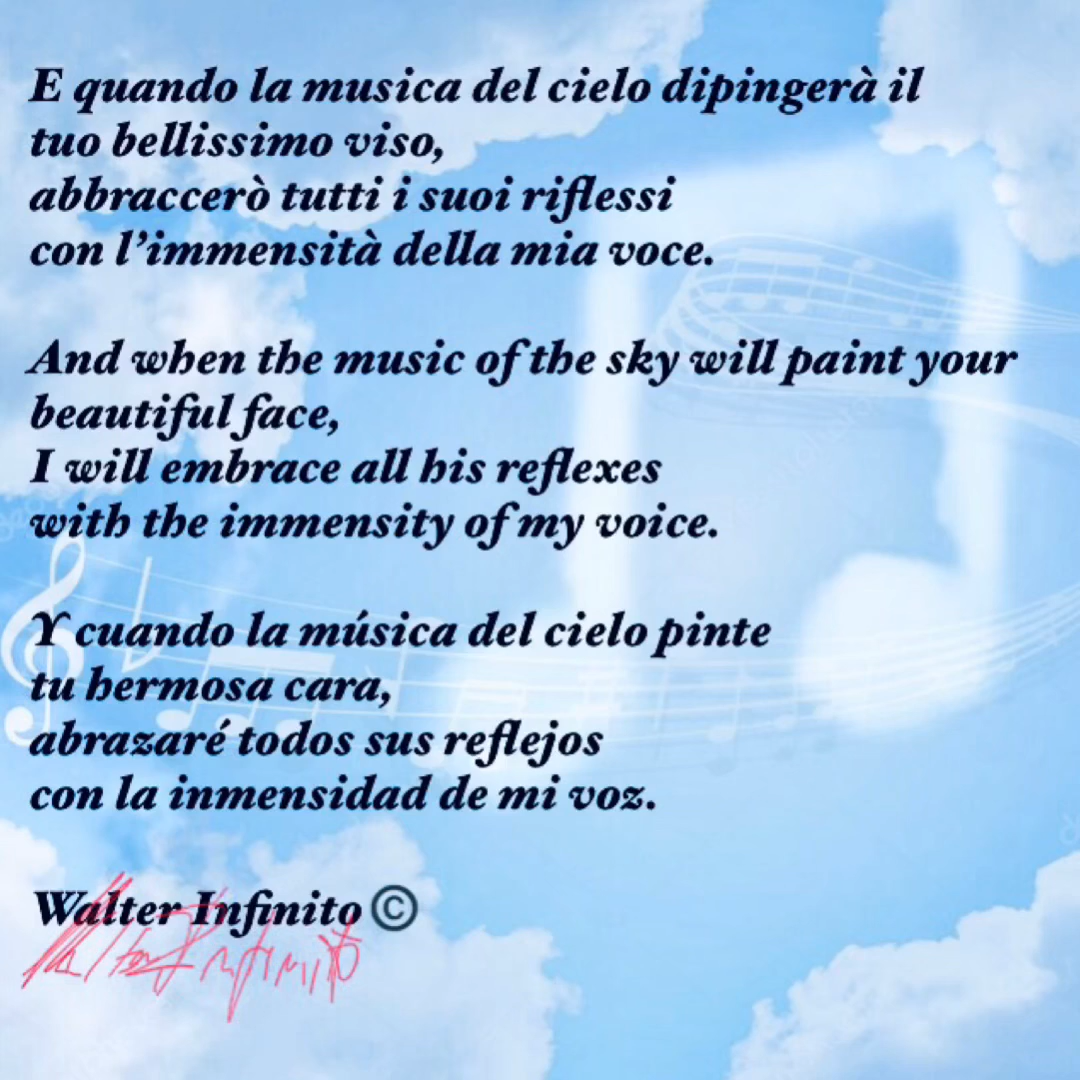 E quando la musica del cielo dipingerà il
tuo bellissimo viso,
abbraccerò tutti i suoi riflessi
con l’immensità della mia voce.
And when the music of the sky will paint your
beautiful face,
I will embrace all his reflexes
with the immensity of my voice.
Y cuando la música del cielo pinte
tu hermosa cara,
abrazaré todos sus reflejos
con la inmensidad de mi voz.
Walter Infinito ©
Walter Infinito